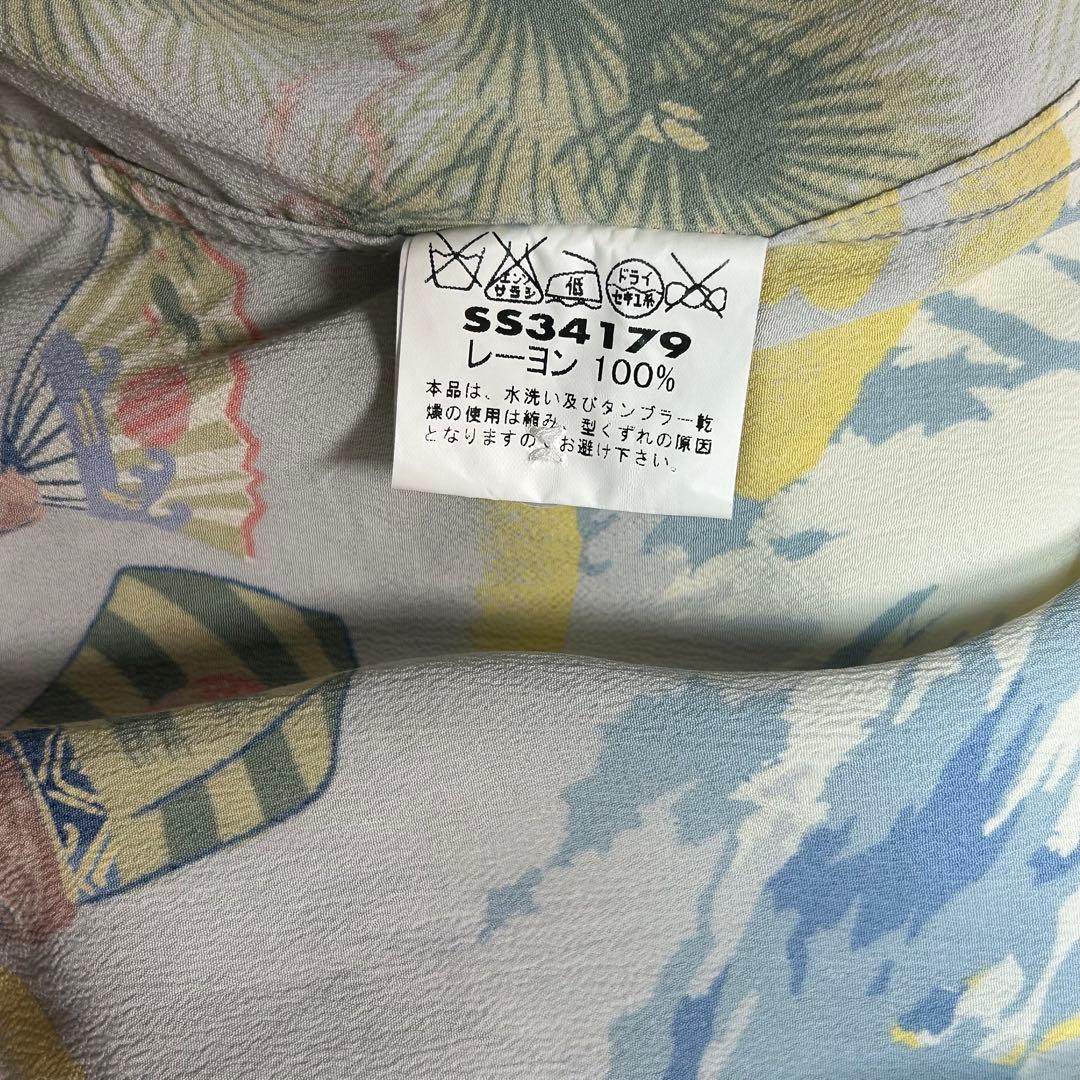 エンソ サラシ 低 ドライ セキユ系
SS34179
レーヨン 100%
本品は、水洗い及びタンブラー乾
燥の使用は縮み、型くずれの原因
となりますので、お避け下さい。